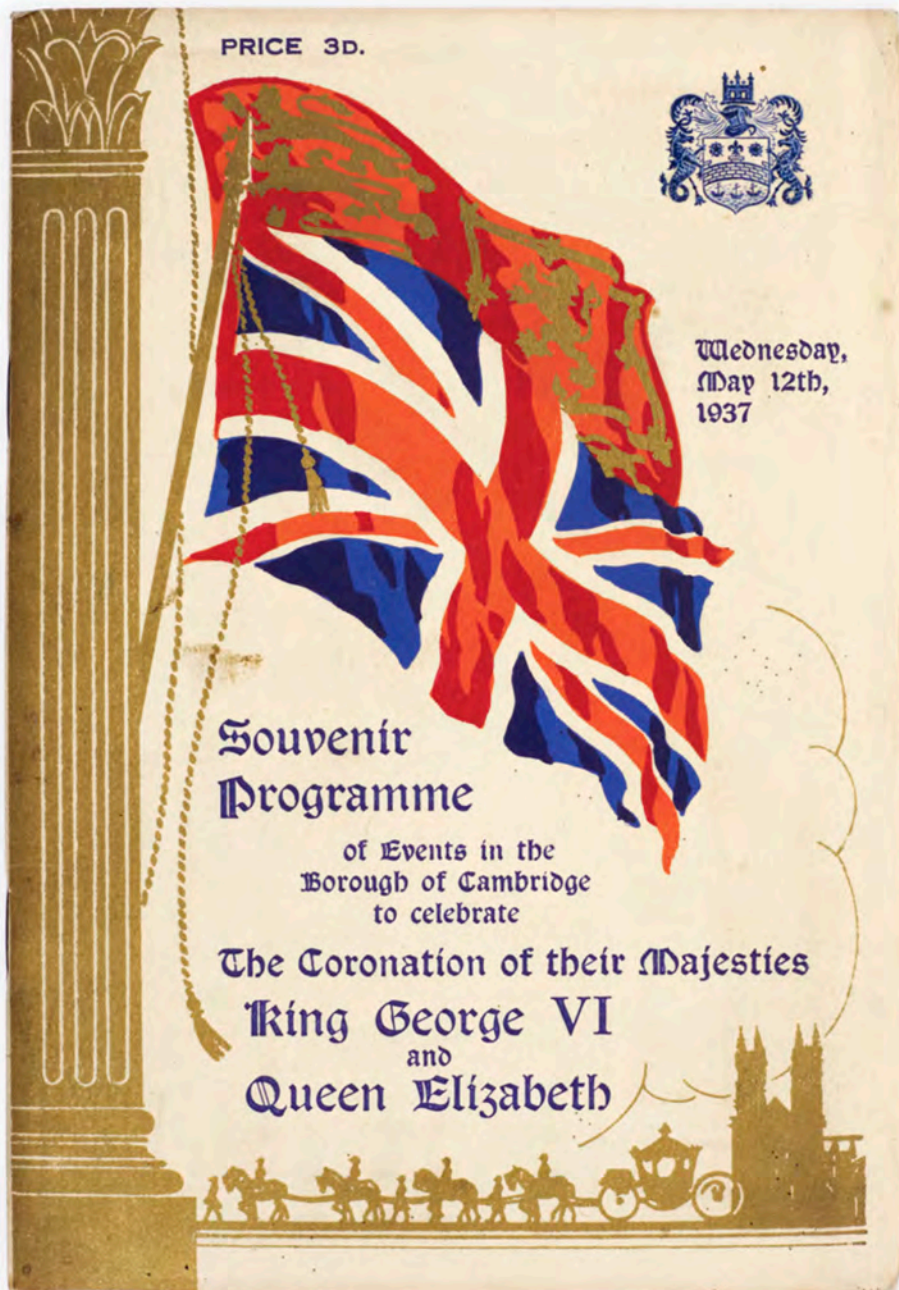 PRICE 3D.
Wednesday,
May 12th,
1937
Souvenir
Programme
of Events in the
Borough of Cambridge
to celebrate
The Coronation of their Majesties
King George VI
and
Queen Elizabeth